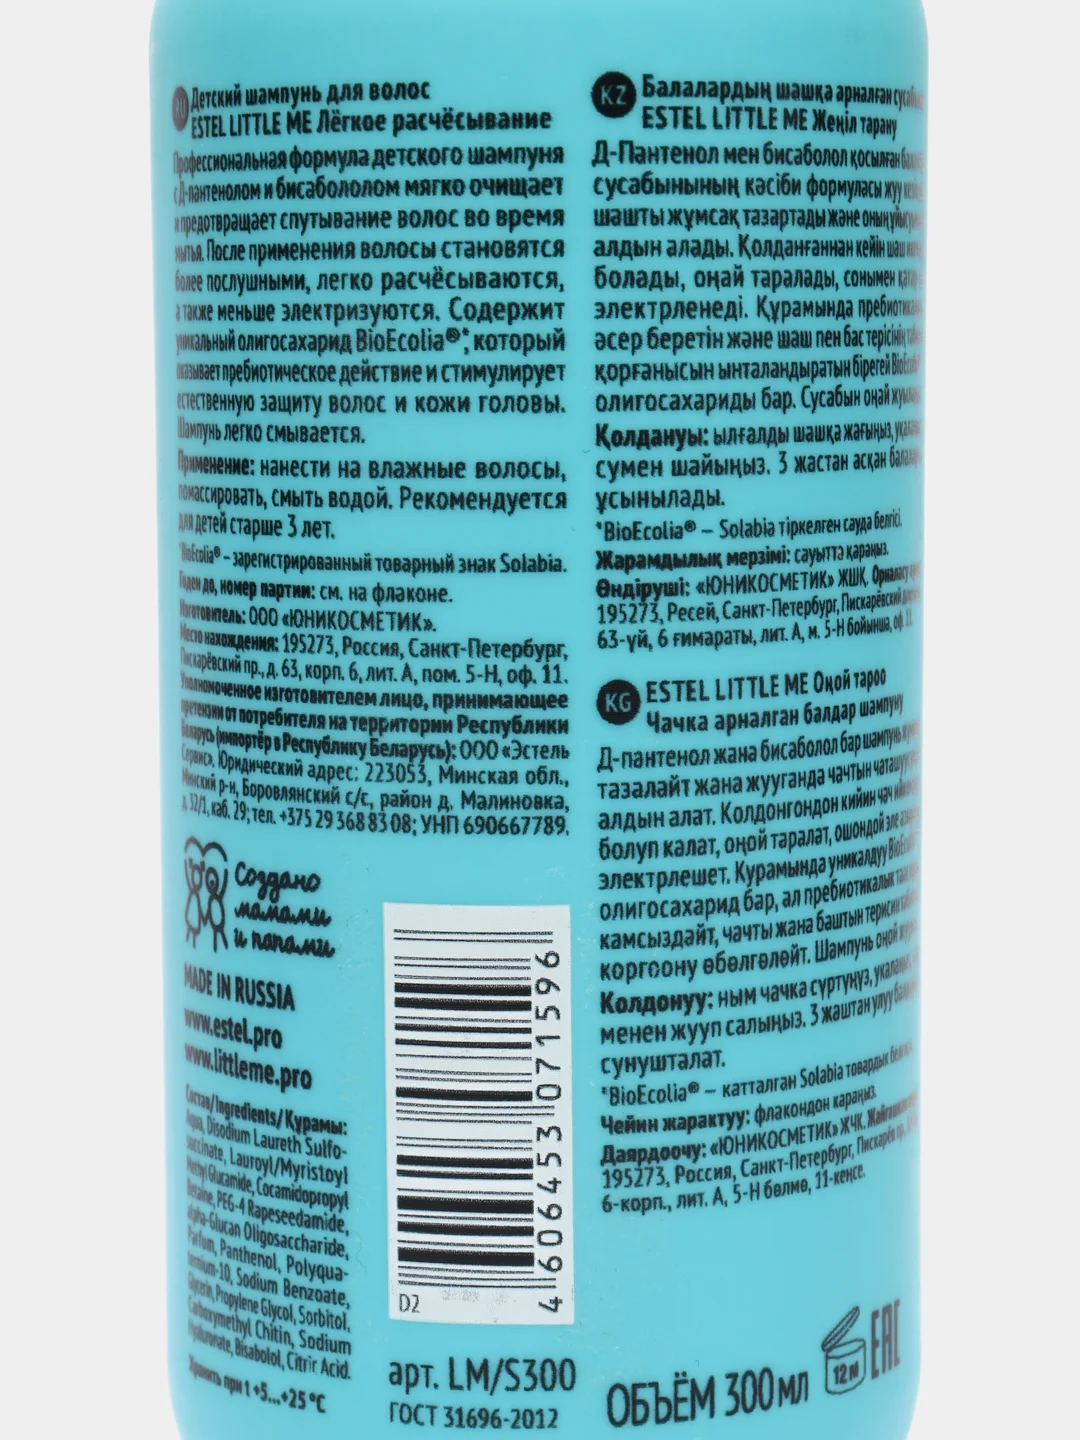 RU Детский шампунь для волос
ESTEL LITTLE ME Лёгкое расчёсывание
Профессиональная формула детского шампуня
с Д-пантенолом и бисабололом мягко очищает
и предотвращает спутывание волос во время
мытья. После применения волосы становятся
более послушными, легко расчёсываются,
а также меньше электризуются. Содержит
уникальный олигосахарид BioEcolia®*, который
оказывает пребиотическое действие и стимулирует
естественную защиту волос и кожи головы.
Шампунь легко смывается.
Применение: нанести на влажные волосы,
помассировать, смыть водой. Рекомендуется
для детей старше 3 лет.
*BioEcolia® – зарегистрированный товарный знак Solabia.
Годен до, номер партии: см. на флаконе.
Изготовитель: ООО «ЮНИКОСМЕТИК».
Место нахождения: 195273, Россия, Санкт-Петербург,
Пискарёвский пр., д. 63, корп. 6, лит. А, пом. 5-Н, оф. 11.
Уполномоченное изготовителем лицо, принимающее
претензии от потребителя на территории Республики
Беларусь (импортёр в Республику Беларусь): ООО «Эстель
Сервис». Юридический адрес: 223053, Минская обл.,
Минский р-н, Боровлянский с/с, район д. Малиновка,
д. 32/1, каб. 29; тел. +375 29 368 83 08; УНП 690667789.
Создано
мамами
и папами
MADE IN RUSSIA
www.estel.pro
www.littleme.pro
Состав/Ingredients/Құрамы:
Aqua, Disodium Laureth Sulfo-
succinate, Lauroyl/Myristoyl
Methyl Glucamide, Cocamidopropyl
Betaine, PEG-4 Rapeseedamide,
alpha-Glucan Oligosaccharide,
Parfum, Panthenol, Polyqua-
ternium-10, Sodium Benzoate,
Glycerin, Propylene Glycol, Sorbitol,
Carboxymethyl Chitin, Sodium
Hyaluronate, Bisabolol, Citric Acid.
Хранить при t +5...+25 °C
4 606453 071596
D2
арт. LM/S300
ГОСТ 31696-2012
KZ Балалардың шашқа арналған
ESTEL LITTLE ME Жеңіл тарану
Д-Пантенол мен бисаболол қосылған
сусабынының кәсіби формуласы жуу
шашты жұмсақ тазартады және оның
алдын алады. Қолданғаннан кейін шаш
болады, оңай таралады, сонымен
электрленеді. Құрамында
әсер беретін және шаш пен бас терісінің
қорғанысын ынталандыратын бірегей
олигосахариды бар. Сусабын оңай
Қолдануы: ылғалды шашқа жағыңыз,
сумен шайыңыз. 3 жастан асқан
ұсынылады.
*BioEcolia® – Solabia тіркелген сауда белгісі.
Жарамдылық мерзімі: сауытта қараңыз.
Өндіруші: «ЮНИКОСМЕТИК» ЖШҚ.
195273, Ресей, Санкт-Петербург, Пискарёвский
63-үй, 6 ғимараты, лит. А, м. 5-Н бойынша, оф. 11
KG ESTEL LITTLE ME Оңой тароо
Чачка арналган балдар шампуну
Д-пантенол жана бисаболол бар шампунь
тазалайт жана жууганда чачтын
алдын алат. Колдонгондон кийин чач
болуп калат, оңой таралат, ошондой эле
электрлешет. Курамында уникалдуу
олигосахарид бар, ал пребиотикалык
камсыздайт, чачты жана баштын терисин
коргоону өбөлгөлөйт. Шампунь оңой
Колдонуу: ным чачка сүртүңүз,
менен жууп салыңыз. 3 жаштан улуу
сунушталат.
*BioEcolia® – катталган Solabia товардык
Чейин жарактуу: флакондон караңыз.
Даярдоочу: «ЮНИКОСМЕТИК» ЖЧК.
195273, Россия, Санкт-Петербург, Пискарёв пр.,
6-корп., лит. А, 5-Н бөлмө, 11-кеңсе.
ОБЪЁМ 300 мл
12 м
EAC